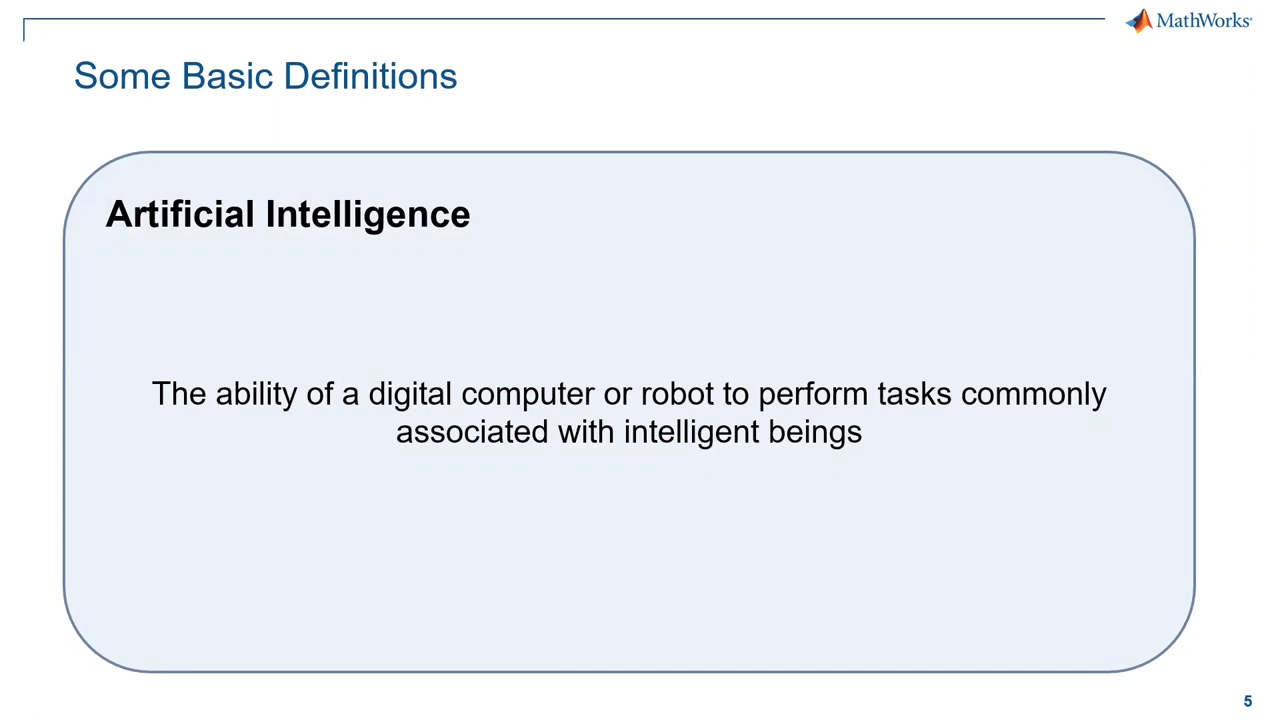 MathWorks
Some Basic Definitions
Artificial Intelligence
The ability of a digital computer or robot to perform tasks commonly
associated with intelligent beings
5